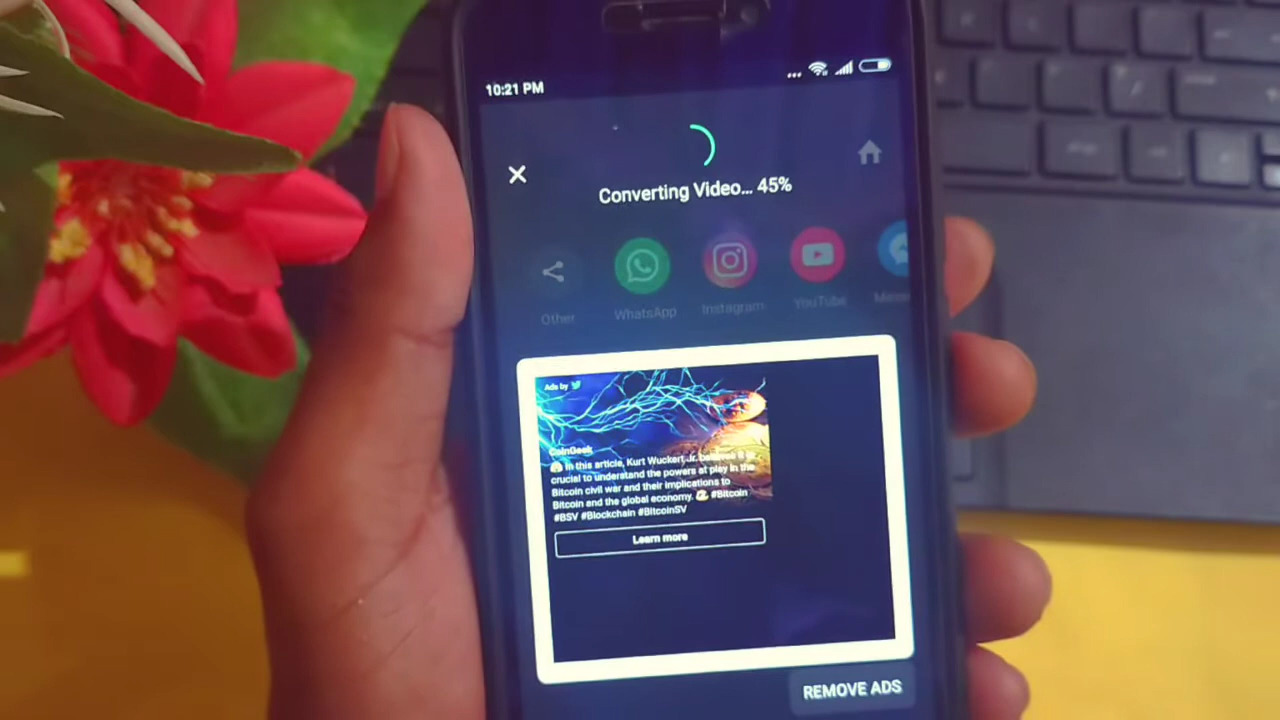 10:21 PM
Converting Video... 45%
Other
WhatsApp
Instagram
YouTube
Ads by
CoinGeek
In this article, Kurt Wuckert Jr. believes it is
crucial to understand the powers at play in the
Bitcoin civil war and their implications to
Bitcoin and the global economy. #Bitcoin
#BSV #Blockchain #BitcoinSV
Learn more
REMOVE ADS